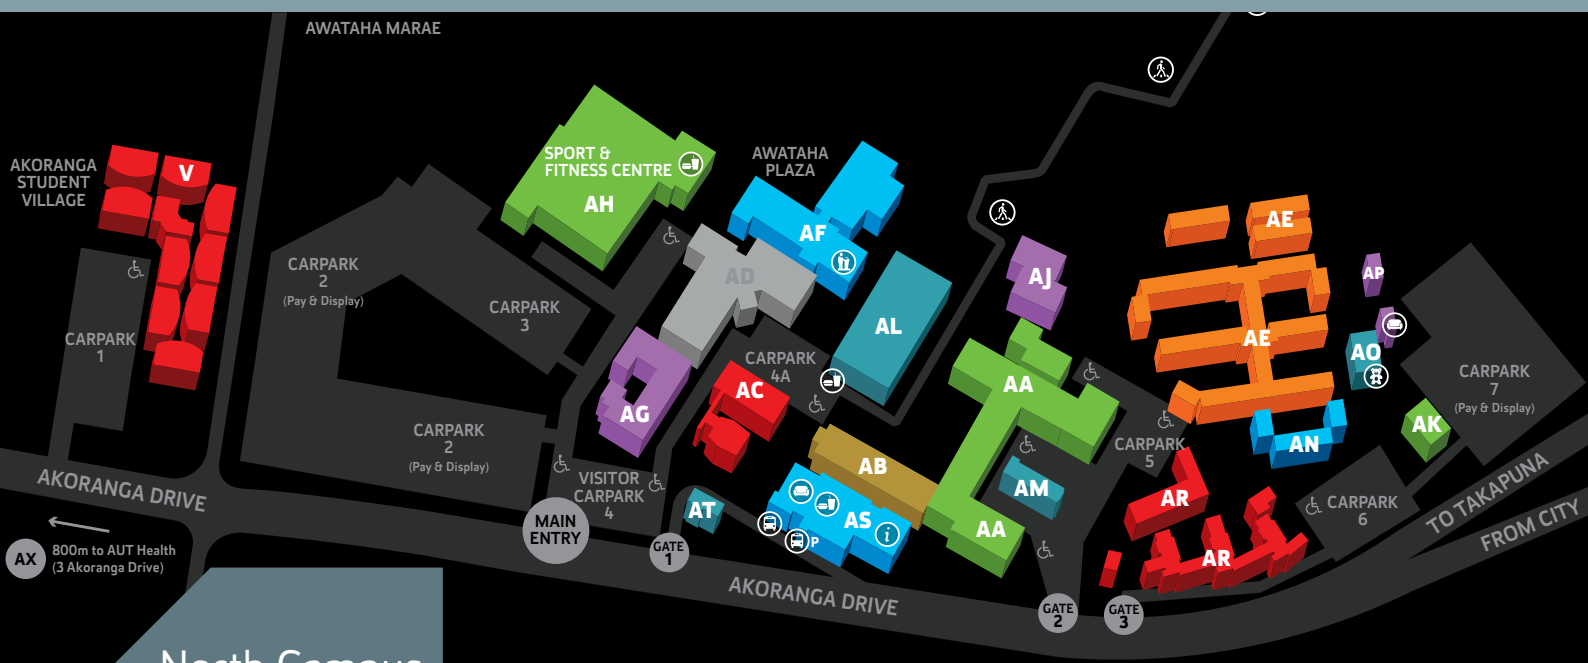 AWATAHA MARAE
AKORANGA
STUDENT
VILLAGE
V
SPORT &
FITNESS CENTRE
AH
AWATAHA
PLAZA
AF
AD
AL
AJ
AE
AE
AP
AO
CARPARK
1
CARPARK
2
(Pay & Display)
CARPARK
3
CARPARK
4A
AC
AG
AA
CARPARK
7
(Pay & Display)
AK
AN
CARPARK
2
(Pay & Display)
CARPARK
5
AB
AM
AR
VISITOR
CARPARK
4
AT
AS
i
P
AA
AR
CARPARK
6
TO TAKAPUNA
FROM CITY
AKORANGA DRIVE
MAIN
ENTRY
GATE
1
AX
800m to AUT Health
(3 Akoranga Drive)
AKORANGA DRIVE
GATE
2
GATE
3
North Campus